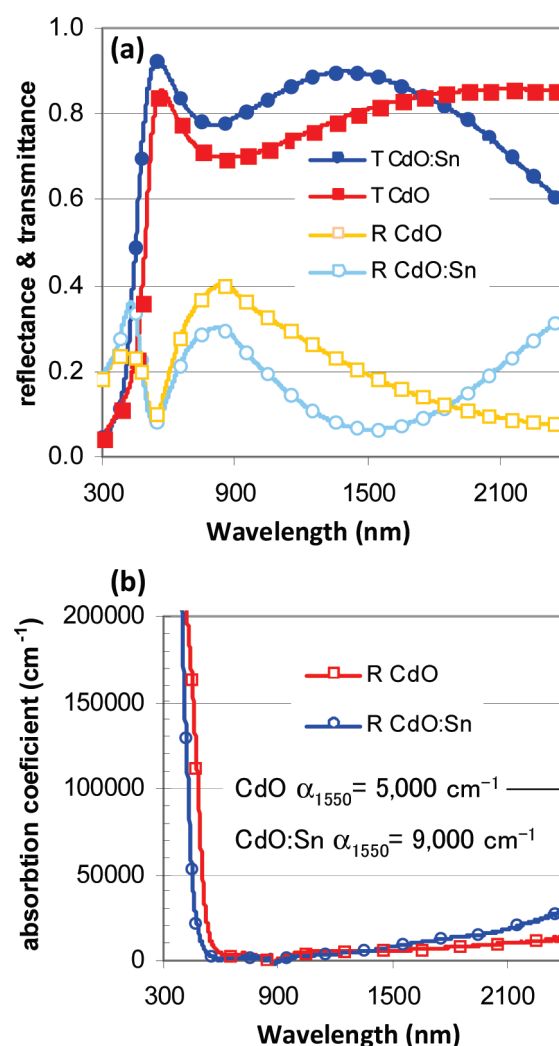 (a)
1.0
0.8
0.6
0.4
0.2
0.0
reflectance & transmittance
T CdO:Sn
T CdO
R CdO
R CdO:Sn
300 900 1500 2100
Wavelength (nm)
(b)
200000
150000
100000
50000
0
absorbtion coeficient (cm⁻¹)
R CdO
R CdO:Sn
CdO α₁₅₅₀= 5,000 cm⁻¹
CdO:Sn α₁₅₅₀= 9,000 cm⁻¹
300 900 1500 2100
Wavelength (nm)